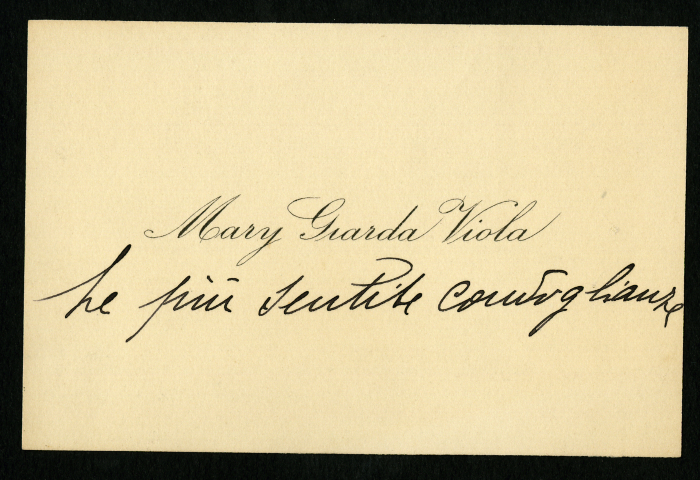 Mary Giarda Viola
Le più sentite condoglianze